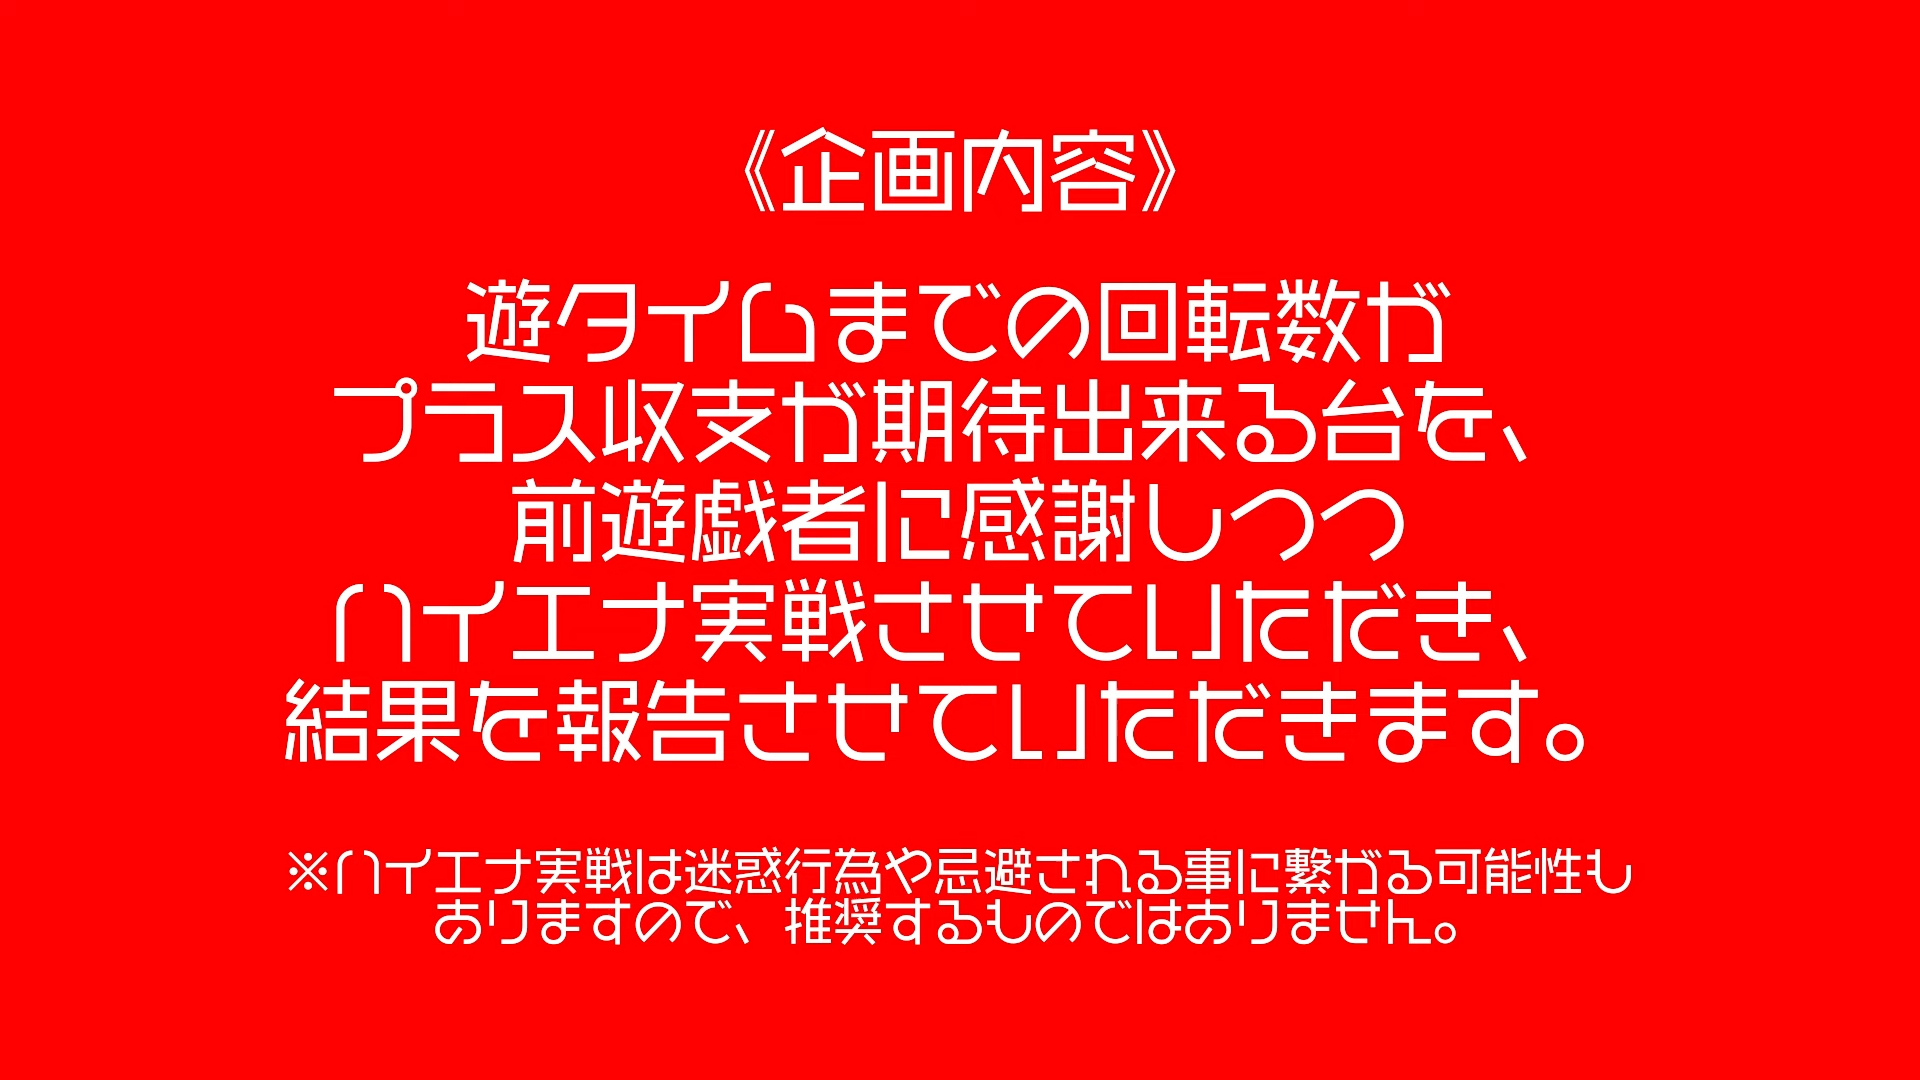 《企画内容》
遊タイムまでの回転数が
プラス収支が期待出来る台を、
前遊戯者に感謝しつつ
ハイエナ実戦させていただき、
結果を報告させていただきます。
※ハイエナ実戦は迷惑行為や忌避される事に繋がる可能性も
ありますので、推奨するものではありません。